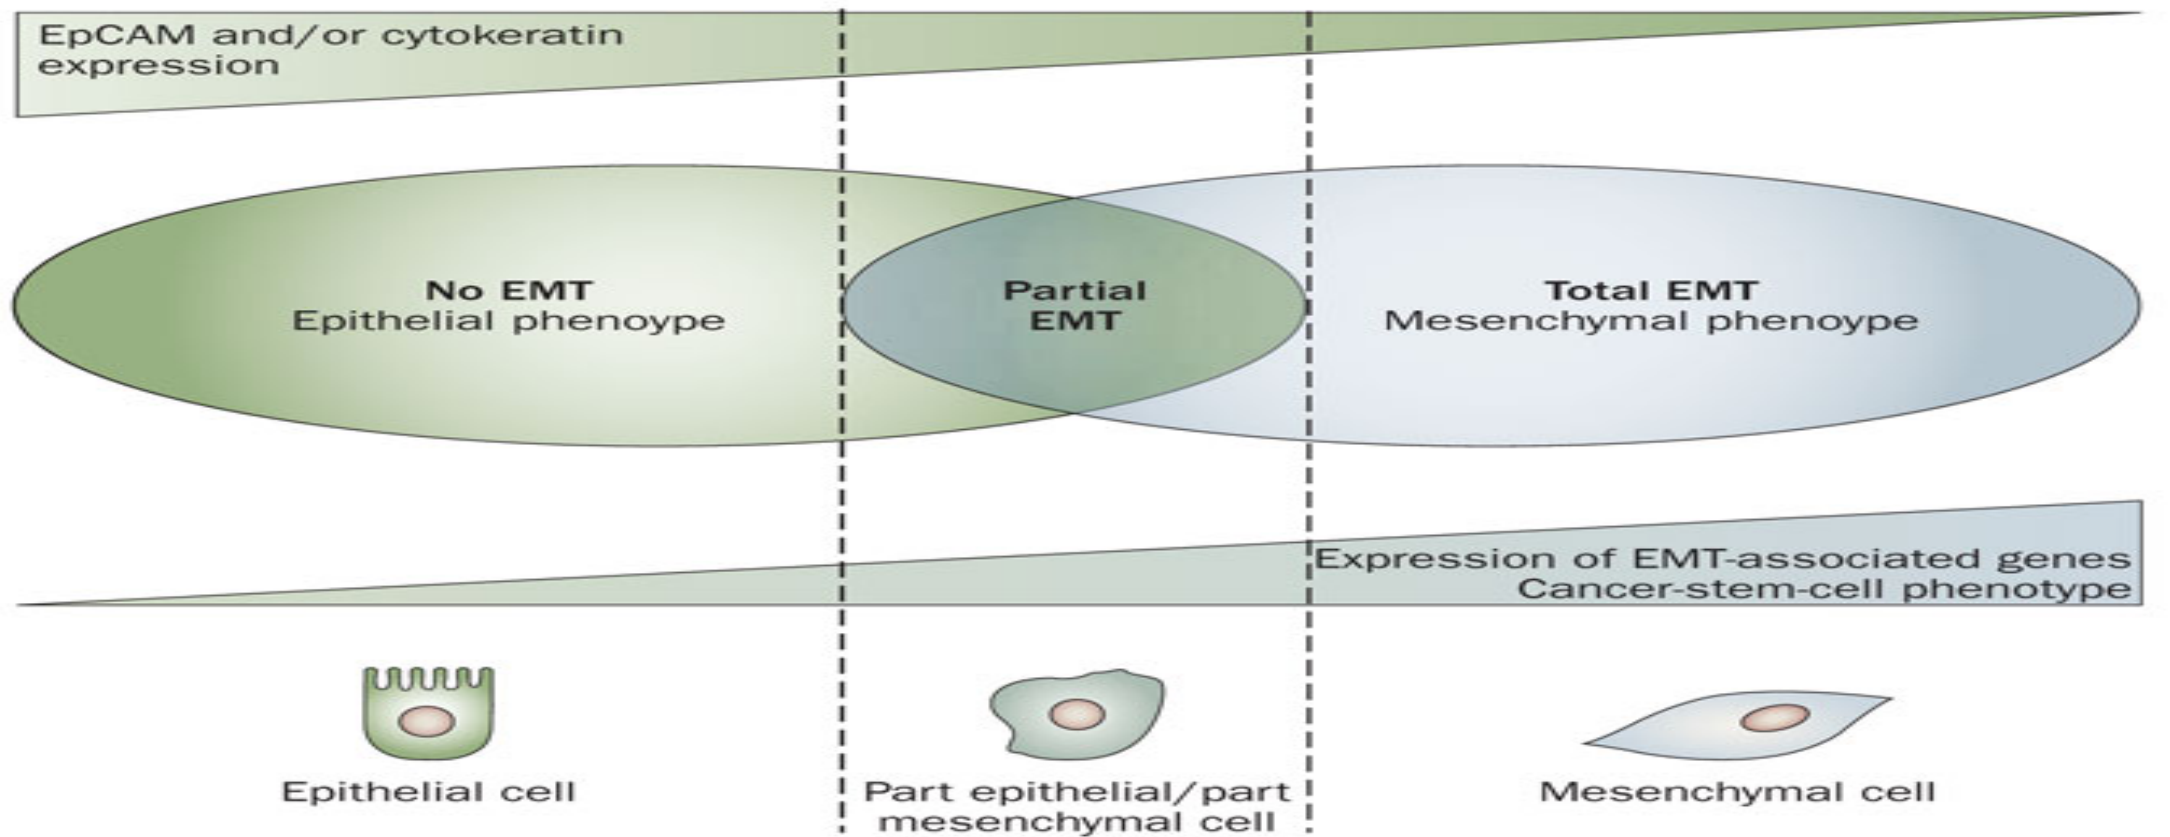 EpCAM and/or cytokeratin
expression
No EMT
Epithelial phenoype
Partial
EMT
Total EMT
Mesenchymal phenoype
Expression of EMT-associated genes
Cancer-stem-cell phenotype
Epithelial cell
Part epithelial/part
mesenchymal cell
Mesenchymal cell